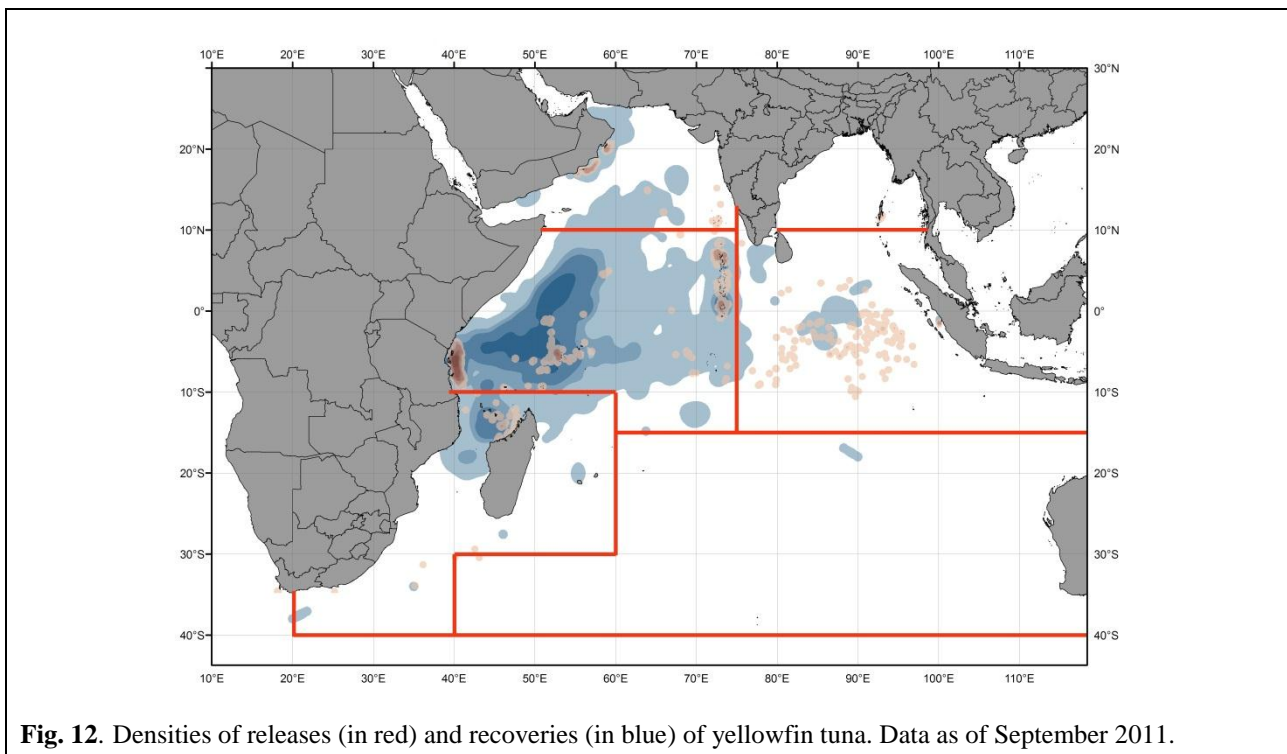 10°E 20°E 30°E 40°E 50°E 60°E 70°E 80°E 90°E 100°E 110°E
30°N
20°N 20°N
10°N 10°N
0° 0°
10°S 10°S
20°S 20°S
30°S 30°S
40°S 40°S
10°E 20°E 30°E 40°E 50°E 60°E 70°E 80°E 90°E 100°E 110°E
Fig. 12. Densities of releases (in red) and recoveries (in blue) of yellowfin tuna. Data as of September 2011.